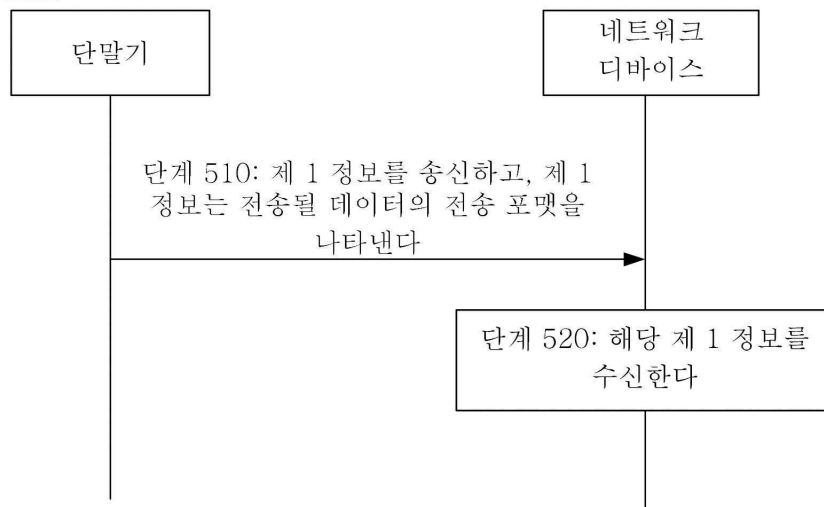 단말기
네트워크
디바이스
단계 510: 제 1 정보를 송신하고, 제 1
정보는 전송될 데이터의 전송 포맷을
나타낸다
단계 520: 해당 제 1 정보를
수신한다